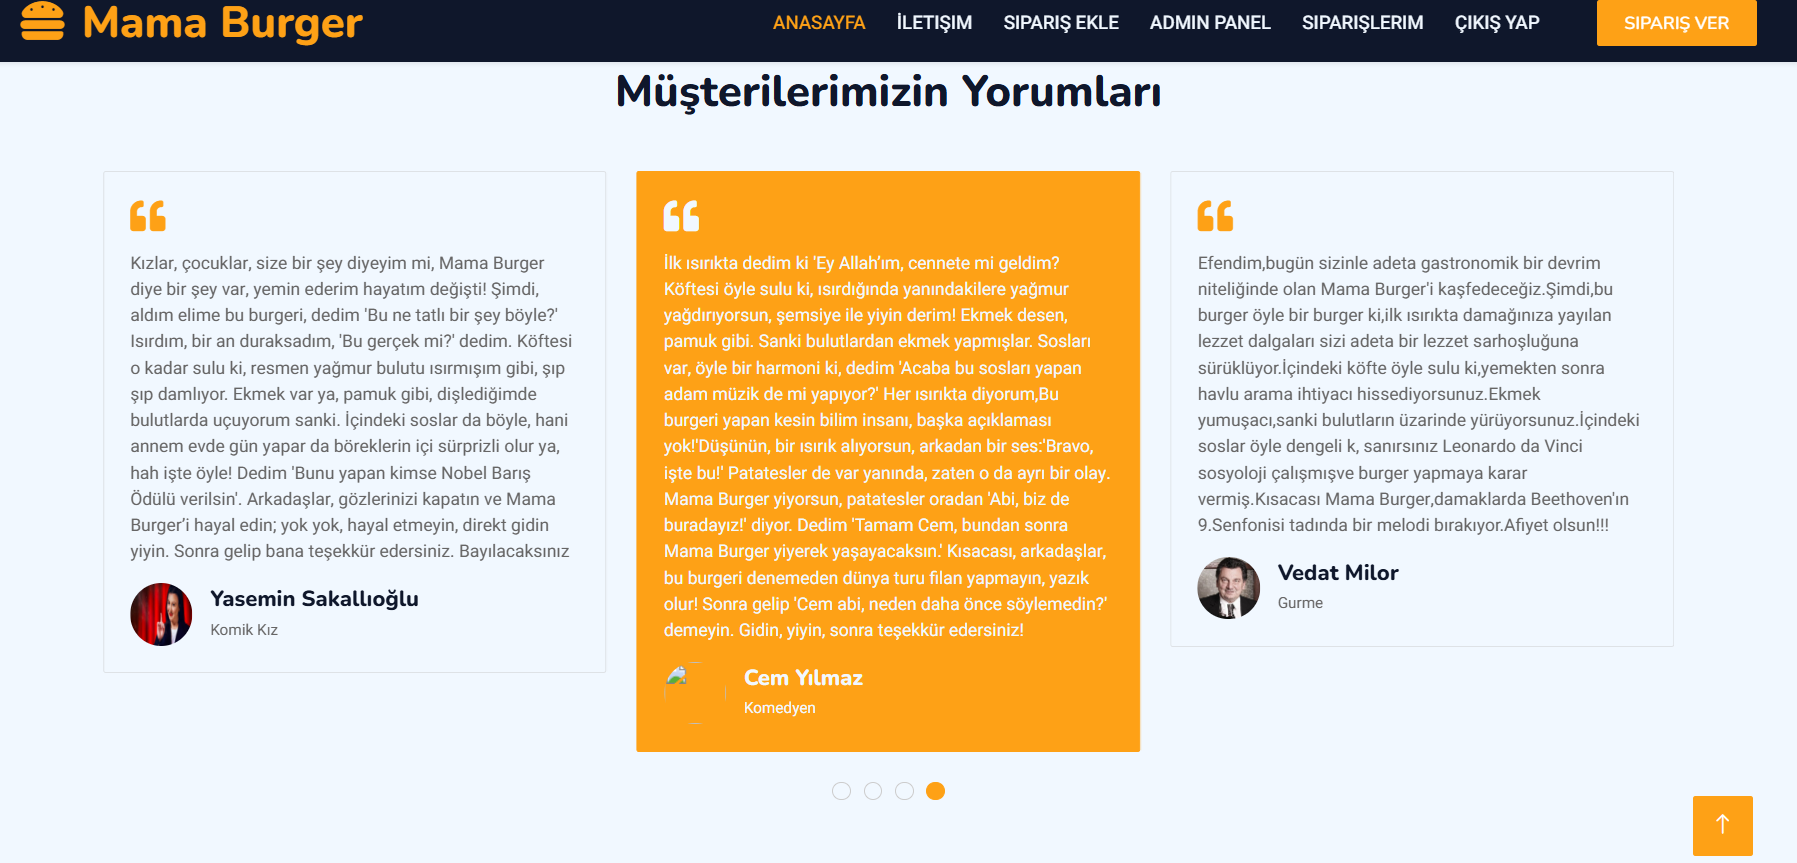 Mama Burger
ANASAYFA İLETIŞIM SIPARIŞ EKLE ADMIN PANEL SIPARIŞLERIM ÇIKIŞ YAP SIPARIŞ VER
Müşterilerimizin Yorumları
Kızlar, çocuklar, size bir şey diyeyim mi, Mama Burger
diye bir şey var, yemin ederim hayatım değişti! Şimdi,
aldım elime bu burgeri, dedim 'Bu ne tatlı bir şey böyle?'
Isırdım, bir an duraksadım, 'Bu gerçek mi?' dedim. Köftesi
o kadar sulu ki, resmen yağmur bulutu ısırmışım gibi, şıp
şıp damlıyor. Ekmek var ya, pamuk gibi, dişlediğimde
bulutlarda uçuyorum sanki. İçindeki soslar da böyle, hani
annem evde gün yapar da böreklerin içi sürprizli olur ya,
hah işte öyle! Dedim 'Bunu yapan kimse Nobel Barış
Ödülü verilsin'. Arkadaşlar, gözlerinizi kapatın ve Mama
Burger’i hayal edin; yok yok, hayal etmeyin, direkt gidin
yiyin. Sonra gelip bana teşekkür edersiniz. Bayılacaksınız
Yasemin Sakallıoğlu
Komik Kız
İlk ısırıkta dedim ki 'Ey Allah’ım, cennete mi geldim?
Köftesi öyle sulu ki, ısırdığında yanındakilere yağmur
yağdırıyorsun, şemsiye ile yiyin derim! Ekmek desen,
pamuk gibi. Sanki bulutlardan ekmek yapmışlar. Sosları
var, öyle bir harmoni ki, dedim 'Acaba bu sosları yapan
adam müzik de mi yapıyor?' Her ısırıkta diyorum,Bu
burgeri yapan kesin bilim insanı, başka açıklaması
yok!'Düşünün, bir ısırık alıyorsun, arkadan bir ses:'Bravo,
işte bu!' Patatesler de var yanında, zaten o da ayrı bir olay.
Mama Burger yiyorsun, patatesler oradan 'Abi, biz de
buradayız!' diyor. Dedim 'Tamam Cem, bundan sonra
Mama Burger yiyerek yaşayacaksın.' Kısacası, arkadaşlar,
bu burgeri denemeden dünya turu filan yapmayın, yazık
olur! Sonra gelip 'Cem abi, neden daha önce söylemedin?'
demeyin. Gidin, yiyin, sonra teşekkür edersiniz!
Cem Yılmaz
Komedyen
Efendim,bugün sizinle adeta gastronomik bir devrim
niteliğinde olan Mama Burger'i kaşfedeceğiz.Şimdi,bu
burger öyle bir burger ki,ilk ısırıkta damağınıza yayılan
lezzet dalgaları sizi adeta bir lezzet sarhoşluğuna
sürüklüyor.İçindeki köfte öyle sulu ki,yemekten sonra
havlu arama ihtiyacı hissediyorsunuz.Ekmek
yumuşacı,sanki bulutların üzarinde yürüyorsunuz.İçindeki
soslar öyle dengeli k, sanırsınız Leonardo da Vinci
sosyoloji çalışmışve burger yapmaya karar
vermiş.Kısacası Mama Burger,damaklarda Beethoven'ın
9.Senfonisi tadında bir melodi bırakıyor.Afiyet olsun!!!
Vedat Milor
Gurme